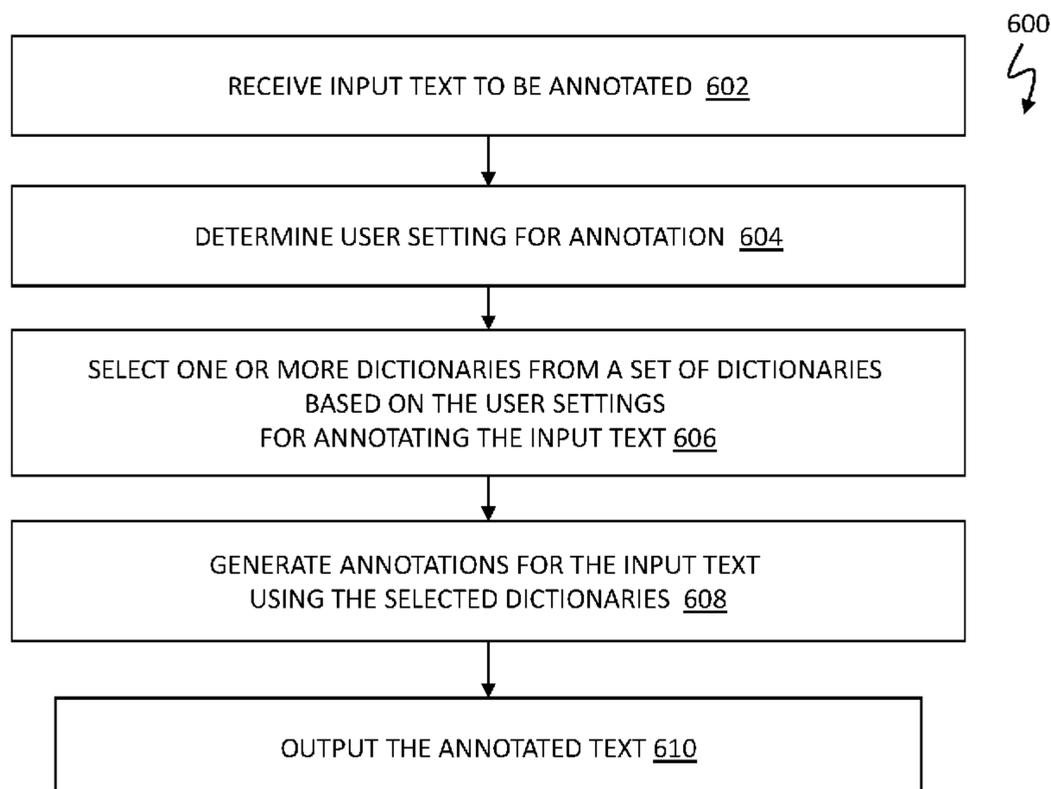 600
RECEIVE INPUT TEXT TO BE ANNOTATED 602
DETERMINE USER SETTING FOR ANNOTATION 604
SELECT ONE OR MORE DICTIONARIES FROM A SET OF DICTIONARIES
BASED ON THE USER SETTINGS
FOR ANNOTATING THE INPUT TEXT 606
GENERATE ANNOTATIONS FOR THE INPUT TEXT
USING THE SELECTED DICTIONARIES 608
OUTPUT THE ANNOTATED TEXT 610